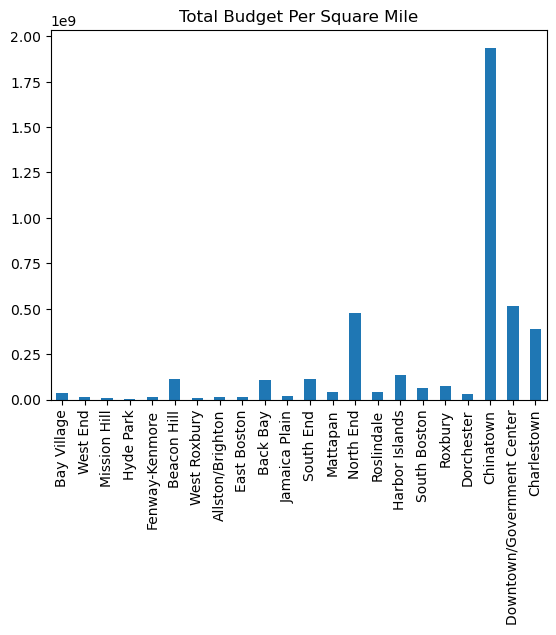 Total Budget Per Square Mile
1e9
2.00
1.75
1.50
1.25
1.00
0.75
0.50
0.25
0.00
Bay Village
West End
Mission Hill
Hyde Park
Fenway-Kenmore
Beacon Hill
West Roxbury
Allston/Brighton
East Boston
Back Bay
Jamaica Plain
South End
Mattapan
North End
Roslindale
Harbor Islands
South Boston
Roxbury
Dorchester
Chinatown
Downtown/Government Center
Charlestown